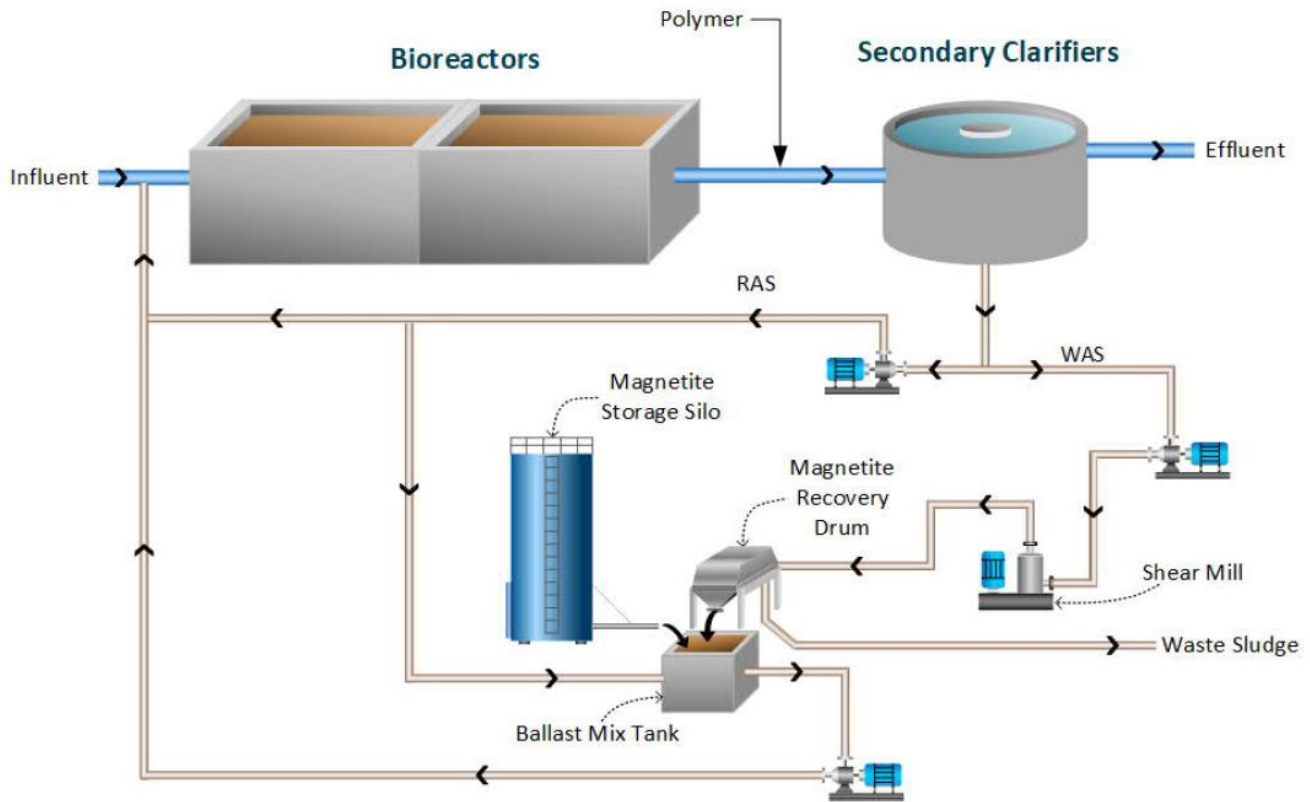 Polymer
Bioreactors
Secondary Clarifiers
Influent
Effluent
RAS
WAS
Magnetite
Storage Silo
Magnetite
Recovery
Drum
Shear Mill
Waste Sludge
Ballast Mix Tank